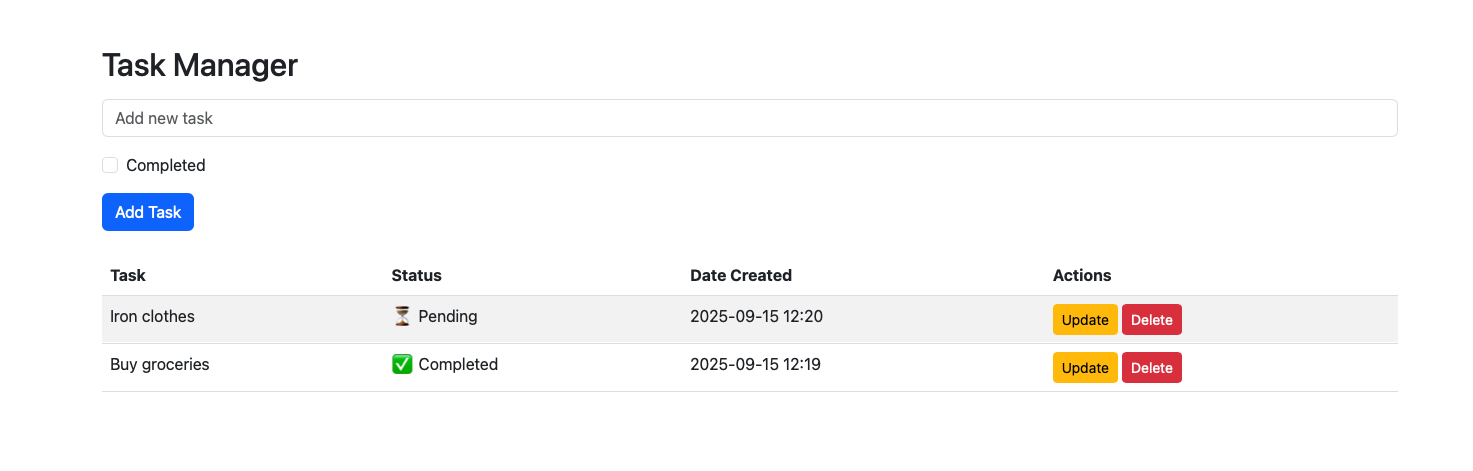 Task Manager
Add new task
Completed
Add Task
Task Status Date Created Actions
Iron clothes ⏳ Pending 2025-09-15 12:20 Update Delete
Buy groceries ✅ Completed 2025-09-15 12:19 Update Delete